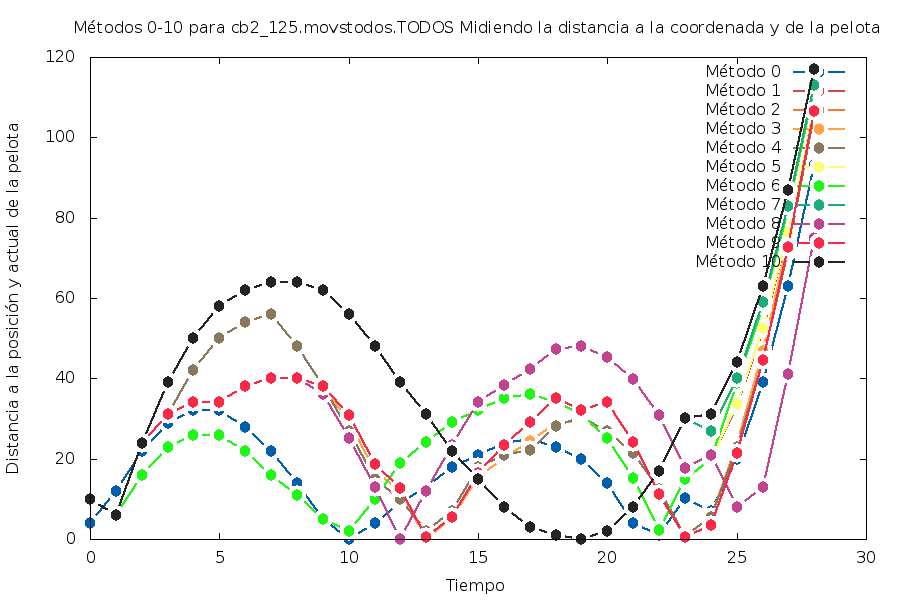 Métodos 0-10 para cb2_125.movstodos.TODOS Midiendo la distancia a la coordenada y de la pelota
Distancia a la posición y actual de la pelota
120
100
80
60
40
20
0
Método 0
Método 1
Método 2
Método 3
Método 4
Método 5
Método 6
Método 7
Método 8
Método 9
Método 10
0
5
10
15
20
25
30
Tiempo